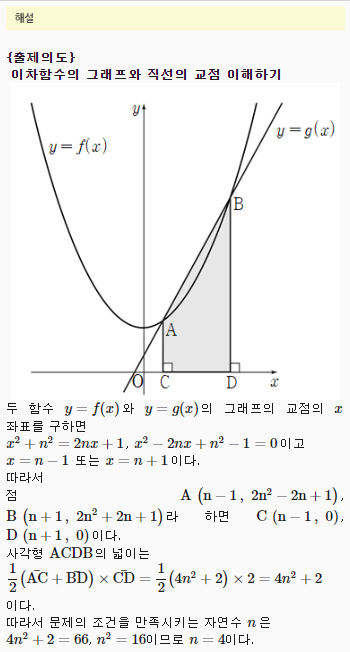 해설
{출제의도}
이차함수의 그래프와 직선의 교점 이해하기
y
y=g(x)
y=f(x)
B
A
O C D x
두 함수 y=f(x)와 y=g(x)의 그래프의 교점의 x
좌표를 구하면
x²+n²=2nx+1, x²-2nx+n²-1=0이고
x=n-1 또는 x=n+1이다.
따라서
점 A (n-1, 2n²-2n+1),
B (n+1, 2n²+2n+1)라 하면 C (n-1, 0),
D (n+1, 0)이다.
사각형 ACDB의 넓이는
1/2(A̅C̅+B̅D̅)×C̅D̅=1/2(4n²+2)×2=4n²+2
이다.
따라서 문제의 조건을 만족시키는 자연수 n은
4n²+2=66, n²=16이므로 n=4이다.